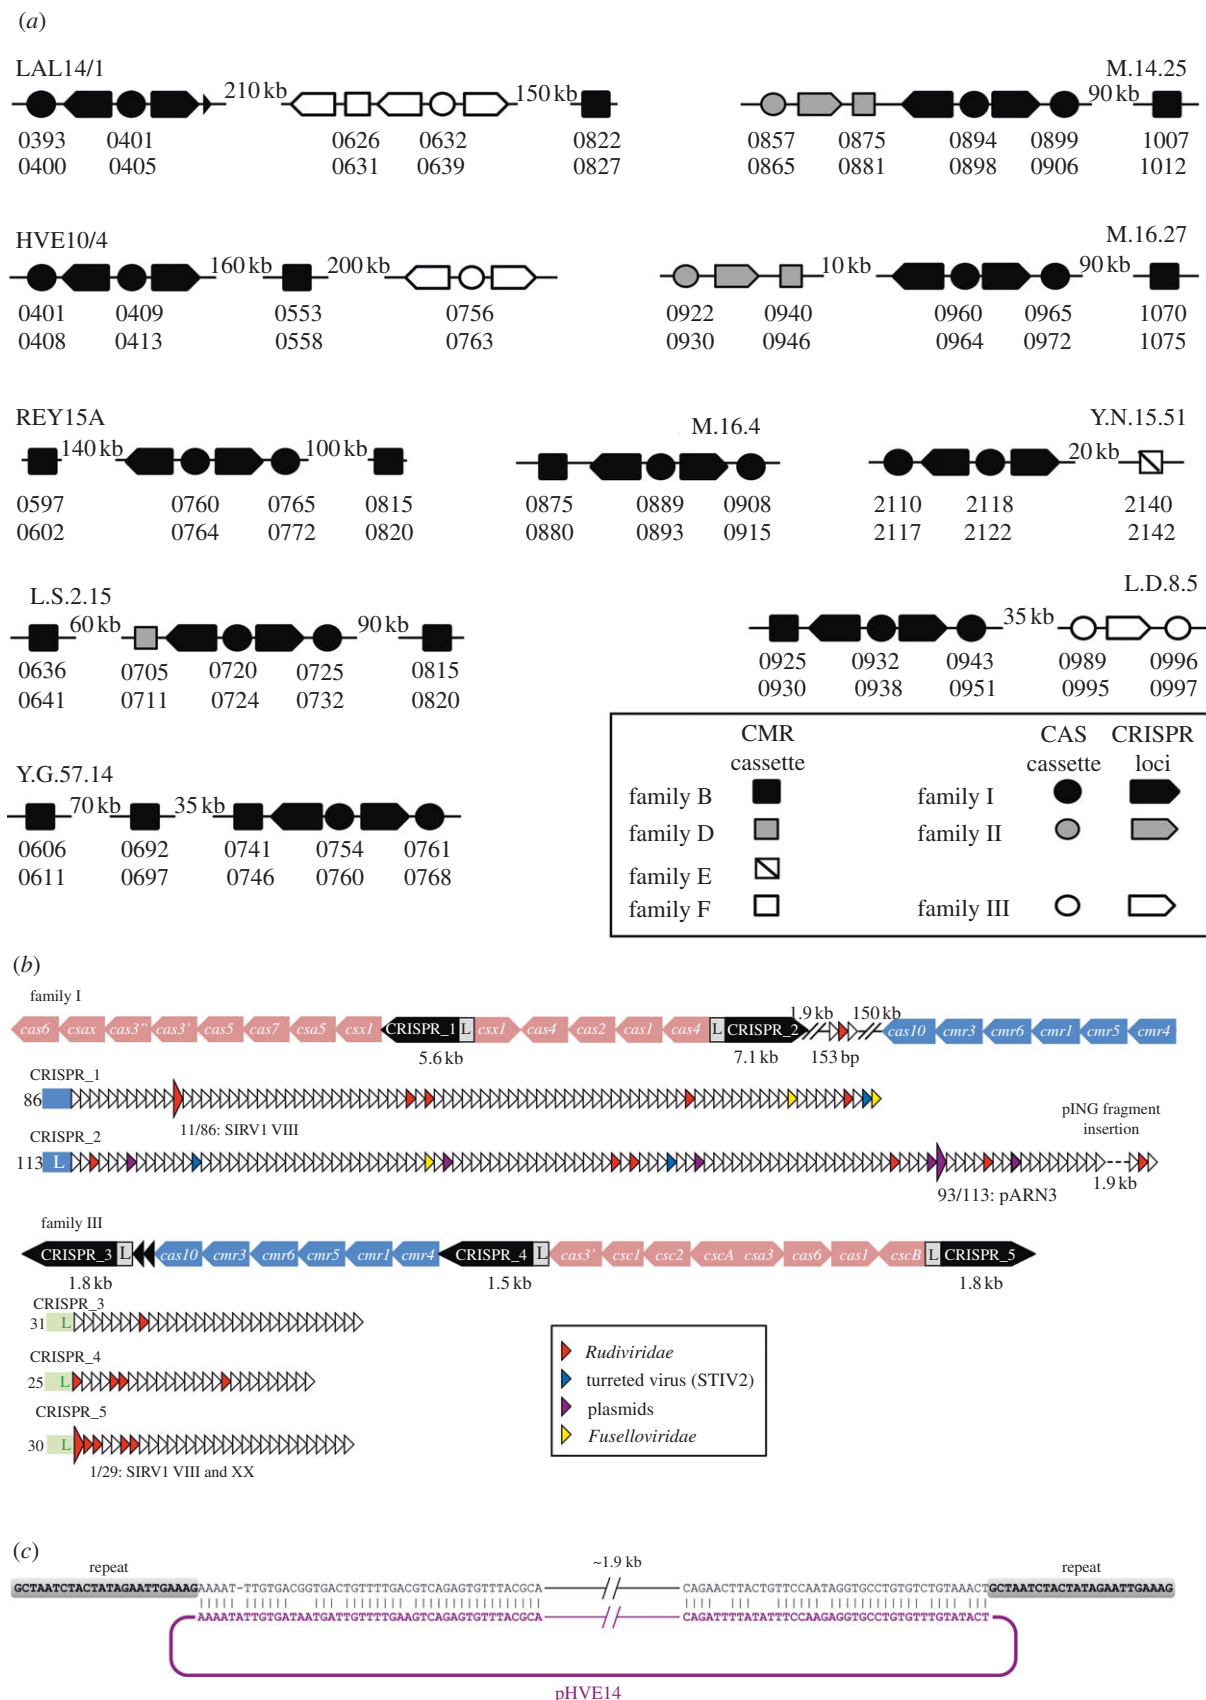 (a)
LAL14/1
210 kb
150 kb
0393 0401 0626 0632 0822
0400 0405 0631 0639 0827
M.14.25
90 kb
0857 0875 0894 0899 1007
0865 0881 0898 0906 1012
HVE10/4
160 kb
200 kb
0401 0409 0553 0756
0408 0413 0558 0763
M.16.27
10 kb
90 kb
0922 0940 0960 0965 1070
0930 0946 0964 0972 1075
REY15A
140 kb
100 kb
0597 0760 0765 0815
0602 0764 0772 0820
M.16.4
0875 0889 0908
0880 0893 0915
Y.N.15.51
20 kb
2110 2118 2140
2117 2122 2142
L.S.2.15
60 kb
90 kb
0636 0705 0720 0725 0815
0641 0711 0724 0732 0820
L.D.8.5
35 kb
0925 0932 0943 0989 0996
0930 0938 0951 0995 0997
Y.G.57.14
70 kb
35 kb
0606 0692 0741 0754 0761
0611 0697 0746 0760 0768
CMR cassette
CAS cassette
CRISPR loci
family B
family I
family D
family II
family E
family F
family III
(b)
family I
cas6 csax cas3" cas3' cas5 cas7 csa5 csx1 CRISPR_1 L csx1 cas4 cas2 cas1 cas4 L CRISPR_2 1.9 kb 150 kb cas10 cmr3 cmr6 cmr1 cmr5 cmr4
5.6 kb 7.1 kb 153 bp
CRISPR_1
86
11/86: SIRV1 VIII
pING fragment
insertion
CRISPR_2
113 L
93/113: pARN3
1.9 kb
family III
CRISPR_3 L cas10 cmr3 cmr6 cmr5 cmr1 cmr4 CRISPR_4 L cas3' csc1 csc2 cscA csa3 cas6 cas1 cscB L CRISPR_5
1.8 kb 1.5 kb 1.8 kb
CRISPR_3
31 L
CRISPR_4
25 L
CRISPR_5
30 L
1/29: SIRV1 VIII and XX
Rudiviridae
turreted virus (STIV2)
plasmids
Fuselloviridae
(c)
repeat
~1.9 kb
repeat
GCTAATCTACTATAGAATTGAAAGAAAAT-TTGTGACGGTGACTGTTTTGACGTCAGAGTGTTTACGCA CAGAACTTACTGTTCCAATAGGTGCCTGTGTCTGTAAACTGCTAATCTACTATAGAATTGAAAG
AAAATATTGTGATAATGATTGTTTTGAAGTCAGAGTGTTTACGCA CAGATTTTATATTTCCAAGAGGTGCCTGTGTTTGTATACT
pHVE14